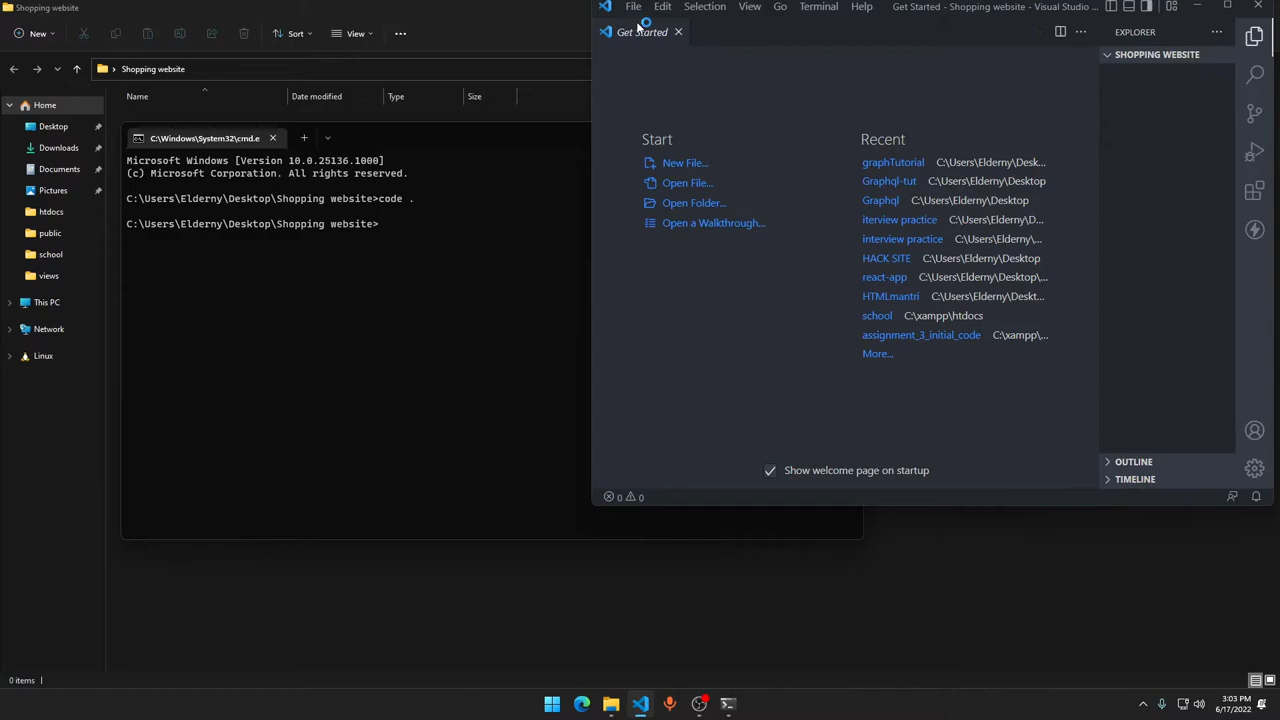 Shopping website
New
Sort
View
Shopping website
Name
Date modified
Type
Size
Home
Desktop
Downloads
Documents
Pictures
htdocs
public
school
views
This PC
Network
Linux
C:\Windows\System32\cmd.e
Microsoft Windows [Version 10.0.25136.1000]
(c) Microsoft Corporation. All rights reserved.
C:\Users\Elderny\Desktop\Shopping website>code .
C:\Users\Elderny\Desktop\Shopping website>
File Edit Selection View Go Terminal Help Get Started - Shopping website - Visual Studio ...
Get Started
EXPLORER
SHOPPING WEBSITE
Start
New File...
Open File...
Open Folder...
Open a Walkthrough...
Recent
graphTutorial C:\Users\Elderny\Desk...
Graphql-tut C:\Users\Elderny\Desktop
Graphql C:\Users\Elderny\Desktop
iterview practice C:\Users\Elderny\D...
interview practice C:\Users\Elderny\...
HACK SITE C:\Users\Elderny\Desktop
react-app C:\Users\Elderny\Desktop\...
HTMLmantri C:\Users\Elderny\Deskt...
school C:\xampp\htdocs
assignment_3_initial_code C:\xampp\...
More...
Show welcome page on startup
OUTLINE
TIMELINE
0 0
0 items
3:03 PM
6/17/2022